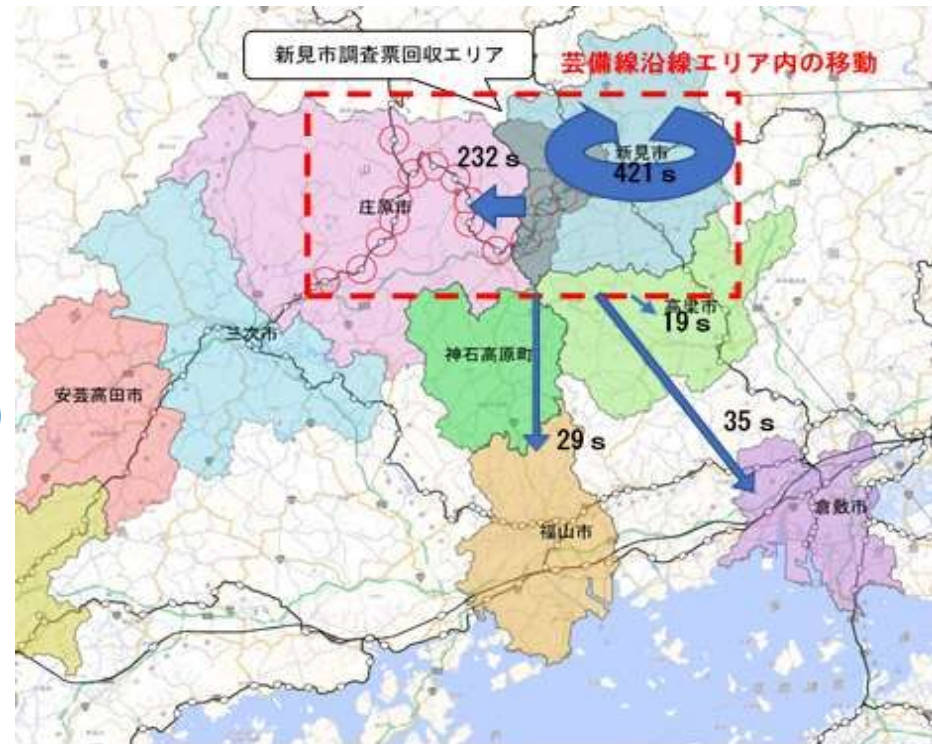 新見市調査票回収エリア
芸備線沿線エリア内の移動
232 s
新見市
421 s
庄原市
高梁市
19 s
三次市
神石高原町
安芸高田市
35 s
29 s
倉敷市
福山市